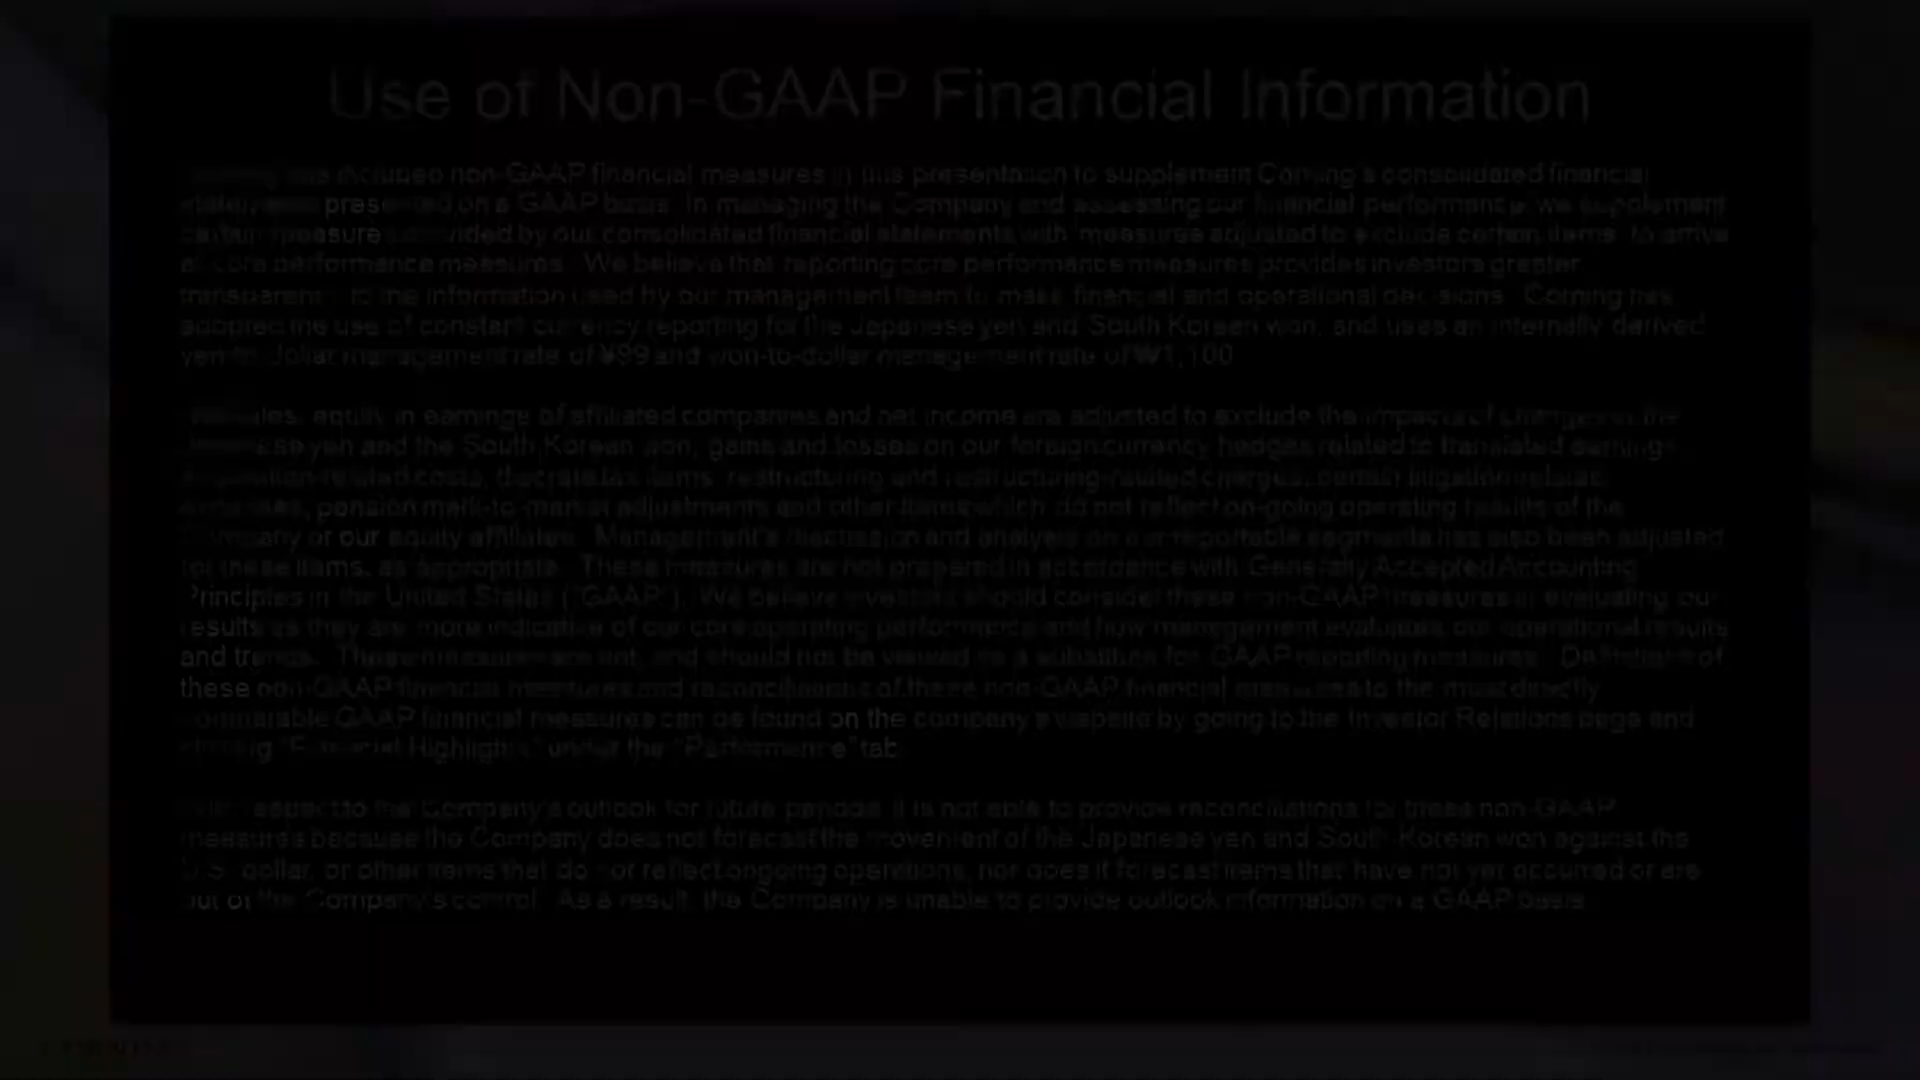 Use of Non-GAAP Financial Information
included non-GAAP financial measures in this presentation to supplement Corning's consolidated financial
statements presented on a GAAP basis. In managing the Company and assessing our financial performance, we supplement
certain measures provided by our consolidated financial statements with measures adjusted to exclude certain items, to arrive
at core performance measures. We believe that reporting core performance measures provides investors greater
transparency to the information used by our management team to make financial and operational decisions. Corning has
adopted the use of constant currency reporting for the Japanese yen and South Korean won, and uses an internally derived
yen-to-dollar management rate of ¥99 and won-to-dollar management rate of ₩1,100
sales, equity in earnings of affiliated companies and net income are adjusted to exclude the impacts of changes in the
Japanese yen and the South Korean won, gains and losses on our foreign currency hedges related to translated earnings
acquisition-related costs, discrete tax items, restructuring and restructuring-related charges, certain litigation-related
expenses, pension mark-to-market adjustments and other items which do not reflect on-going operating results of the
Company or our equity affiliates. Management's discussion and analysis on our reportable segments has also been adjusted
for these items, as appropriate. These measures are not prepared in accordance with Generally Accepted Accounting
Principles in the United States ("GAAP"). We believe investors should consider these non-GAAP measures in evaluating our
results as they are more indicative of our core operating performance and how management evaluates our operational results
and trends. These measures are not, and should not be viewed as a substitute for GAAP reporting measures. Definitions of
these non-GAAP financial measures and reconciliations of these non-GAAP financial measures to the most directly
comparable GAAP financial measures can be found on the company's website by going to the Investor Relations page and
clicking "Financial Highlights" under the "Performance" tab
With respect to the Company's outlook for future periods, it is not able to provide reconciliations for these non-GAAP
measures because the Company does not forecast the movement of the Japanese yen and South Korean won against the
U.S. dollar, or other items that do not reflect ongoing operations, nor does it forecast items that have not yet occurred or are
out of the Company's control. As a result, the Company is unable to provide outlook information on a GAAP basis